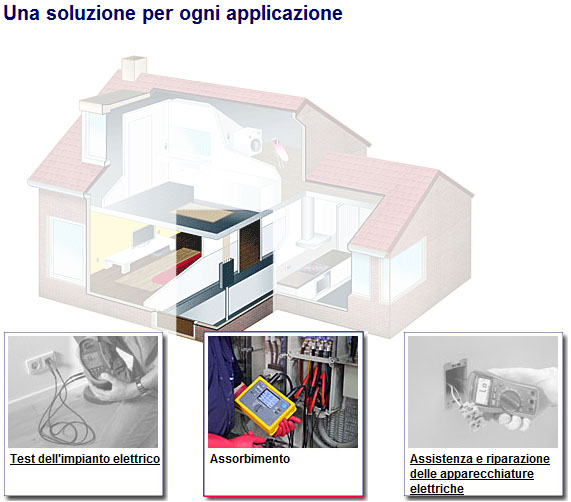 Una soluzione per ogni applicazione
Test dell'impianto elettrico
Assorbimento
Assistenza e riparazione
delle apparecchiature
elettriche